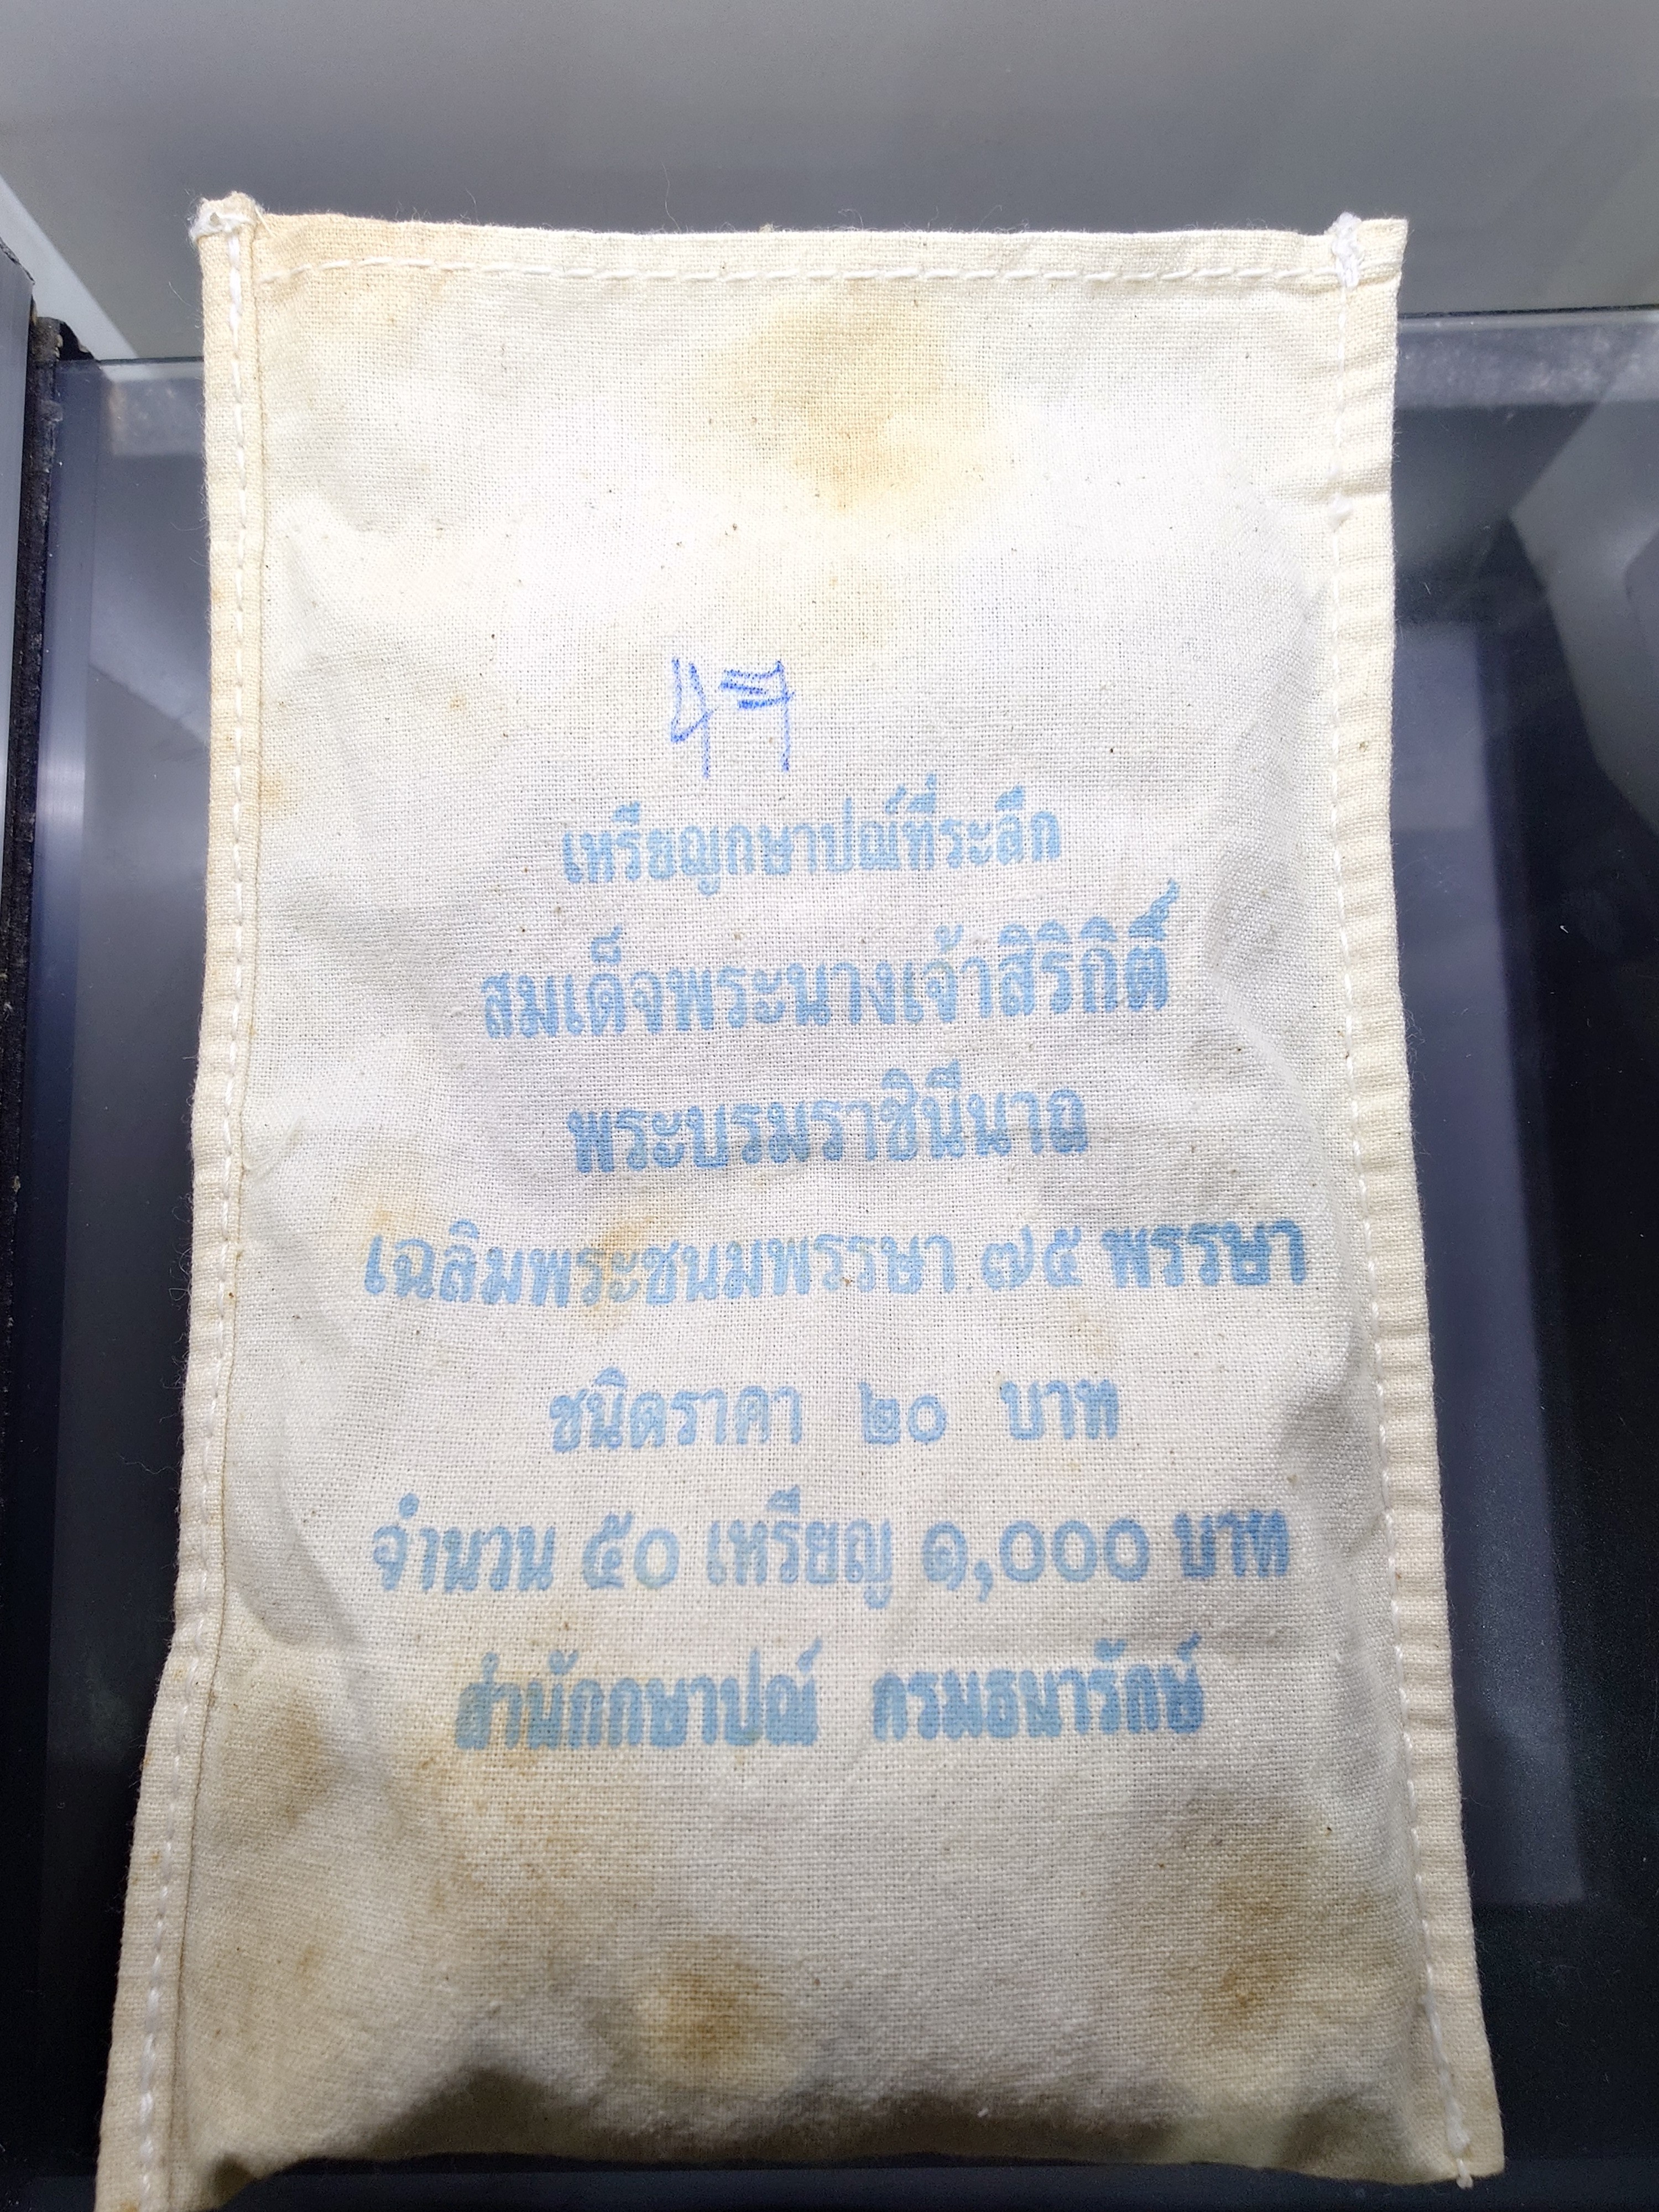 47
เหรียญกษาปณ์ที่ระลึก
สมเด็จพระนางเจ้าสิริกิติ์
พระบรมราชินีนาถ
เฉลิมพระชนมพรรษา ๗๕ พรรษา
ชนิดราคา ๒๐ บาท
จำนวน ๕๐ เหรียญ ๑,๐๐๐ บาท
สำนักกษาปณ์ กรมธนารักษ์